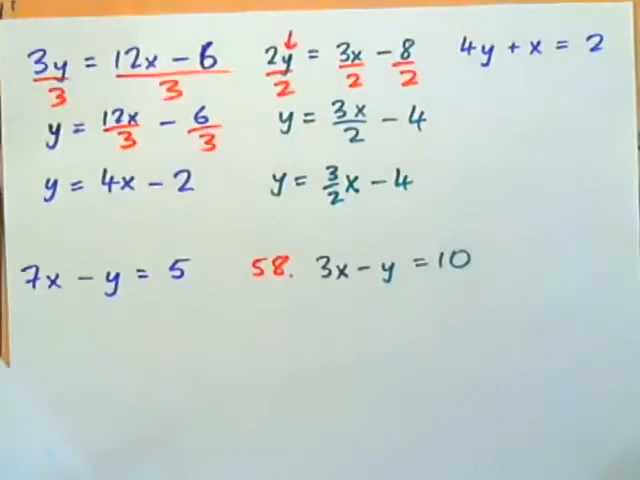 3y/3 = (12x - 6)/3
y = 12x/3 - 6/3
y = 4x - 2
2y/2 = 3x/2 - 8/2
y = 3x/2 - 4
y = 3/2 x - 4
4y + x = 2
7x - y = 5
58. 3x - y = 10